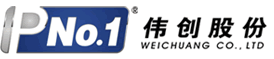 PNo.1® 伟创股份
WEICHUANG CO., LTD